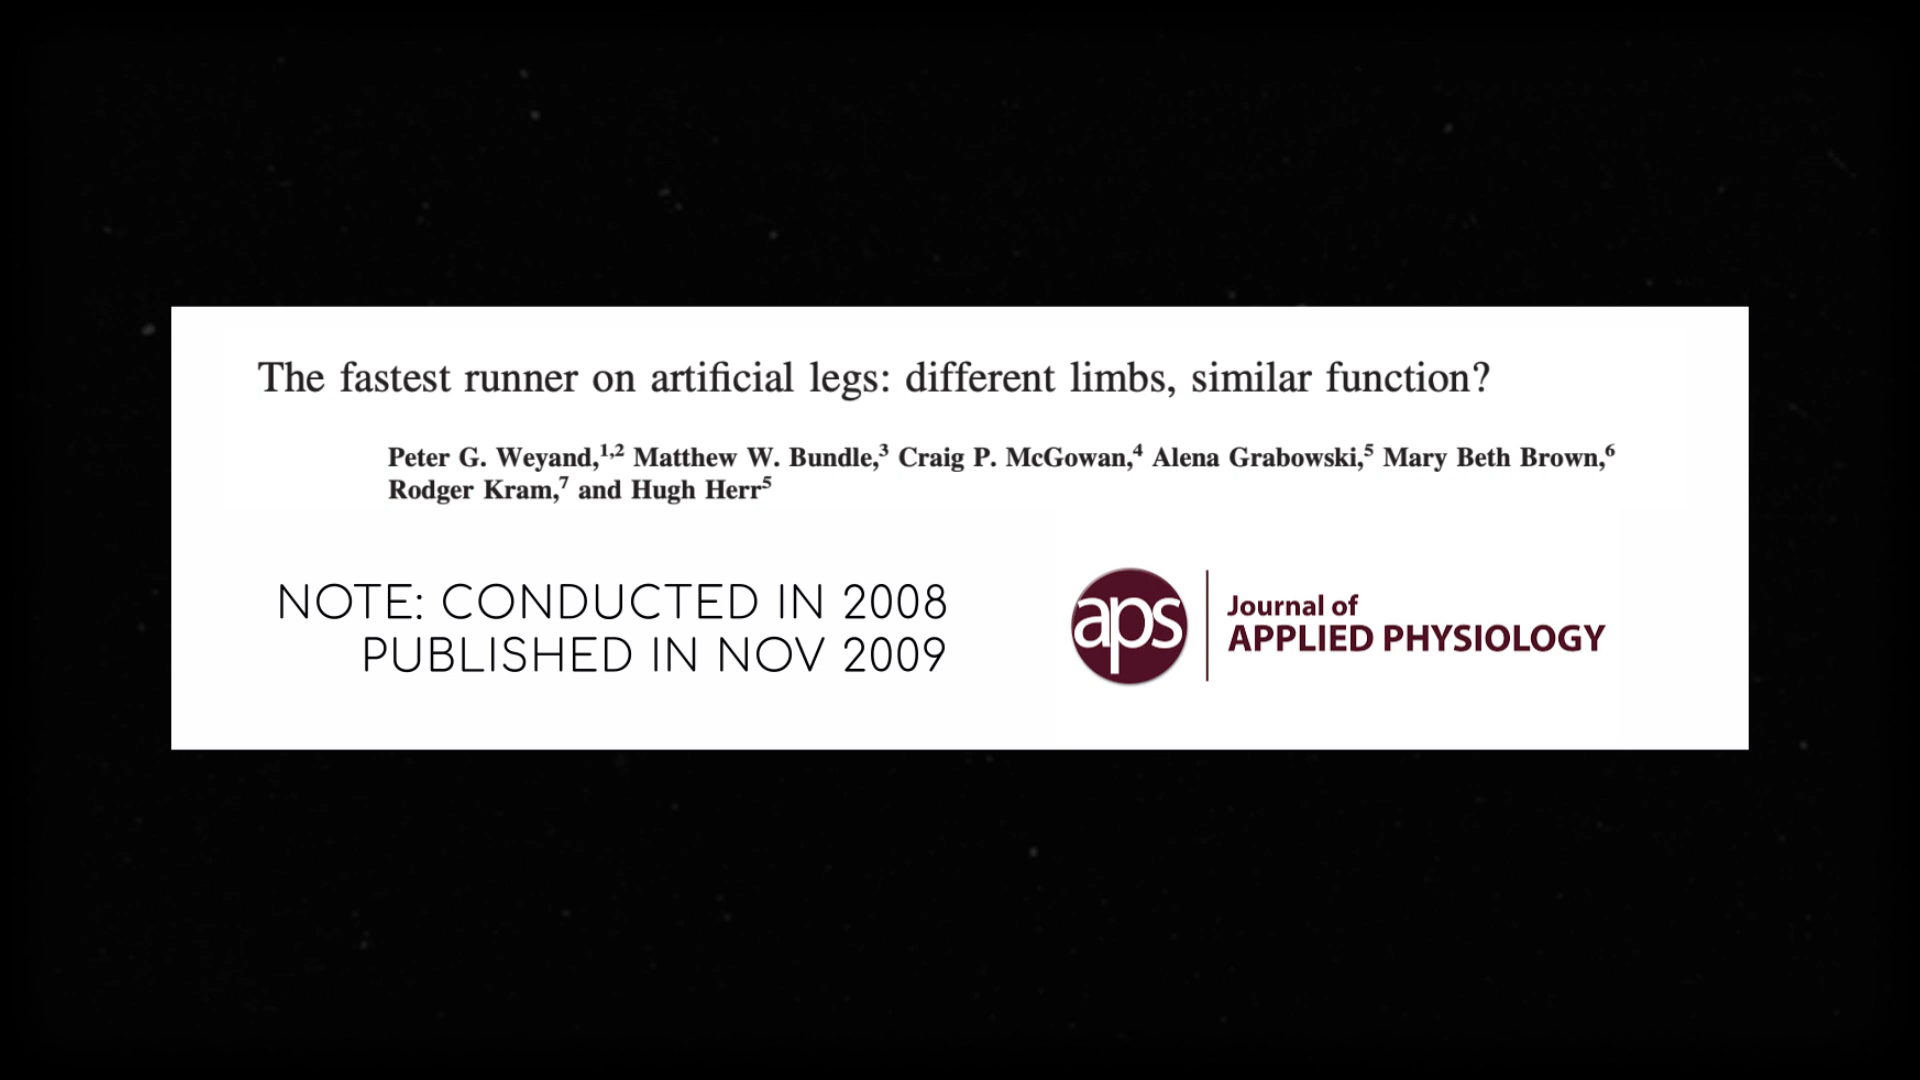 The fastest runner on artificial legs: different limbs, similar function?
Peter G. Weyand,1,2 Matthew W. Bundle,3 Craig P. McGowan,4 Alena Grabowski,5 Mary Beth Brown,6
Rodger Kram,7 and Hugh Herr5
NOTE: CONDUCTED IN 2008
PUBLISHED IN NOV 2009
aps
Journal of
APPLIED PHYSIOLOGY